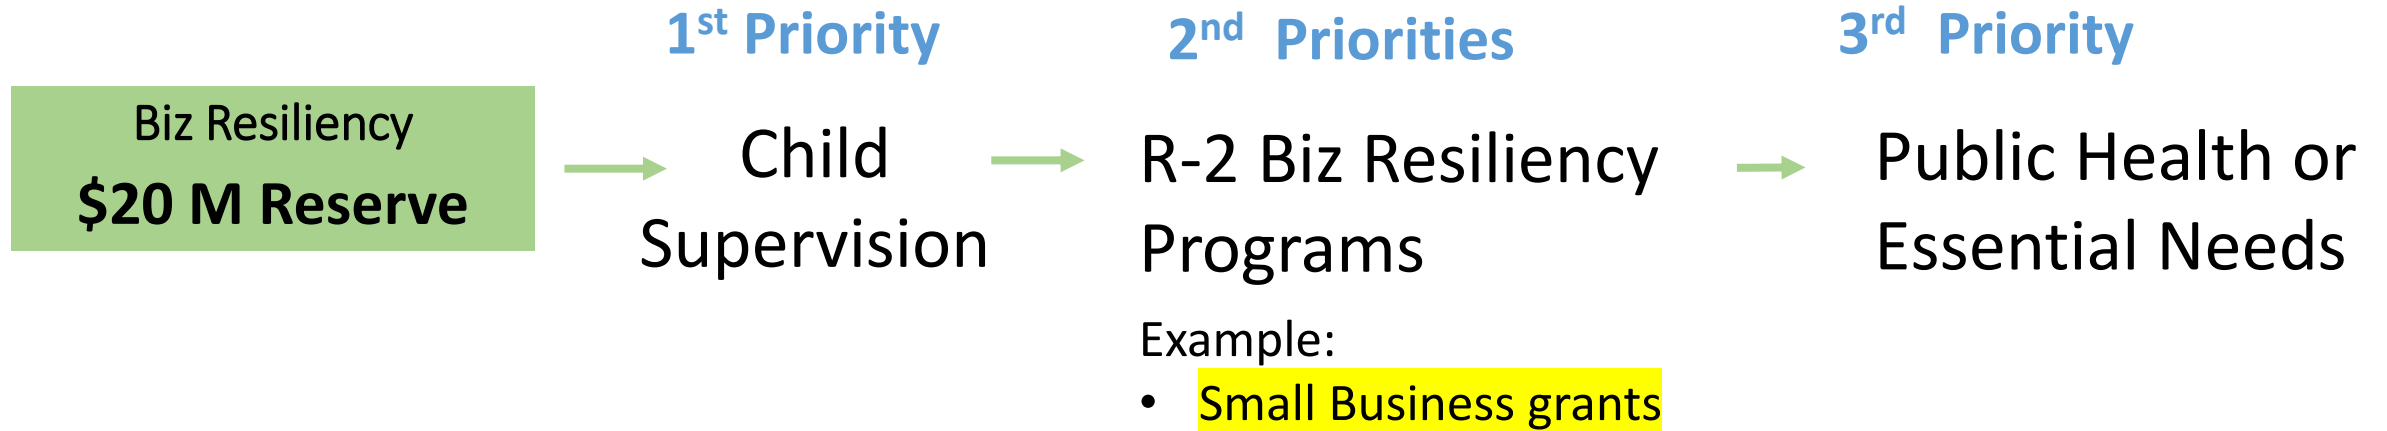 1st Priority
2nd Priorities
3rd Priority
Biz Resiliency
$20 M Reserve
Child
Supervision
R-2 Biz Resiliency
Programs
Example:
• Small Business grants
Public Health or
Essential Needs